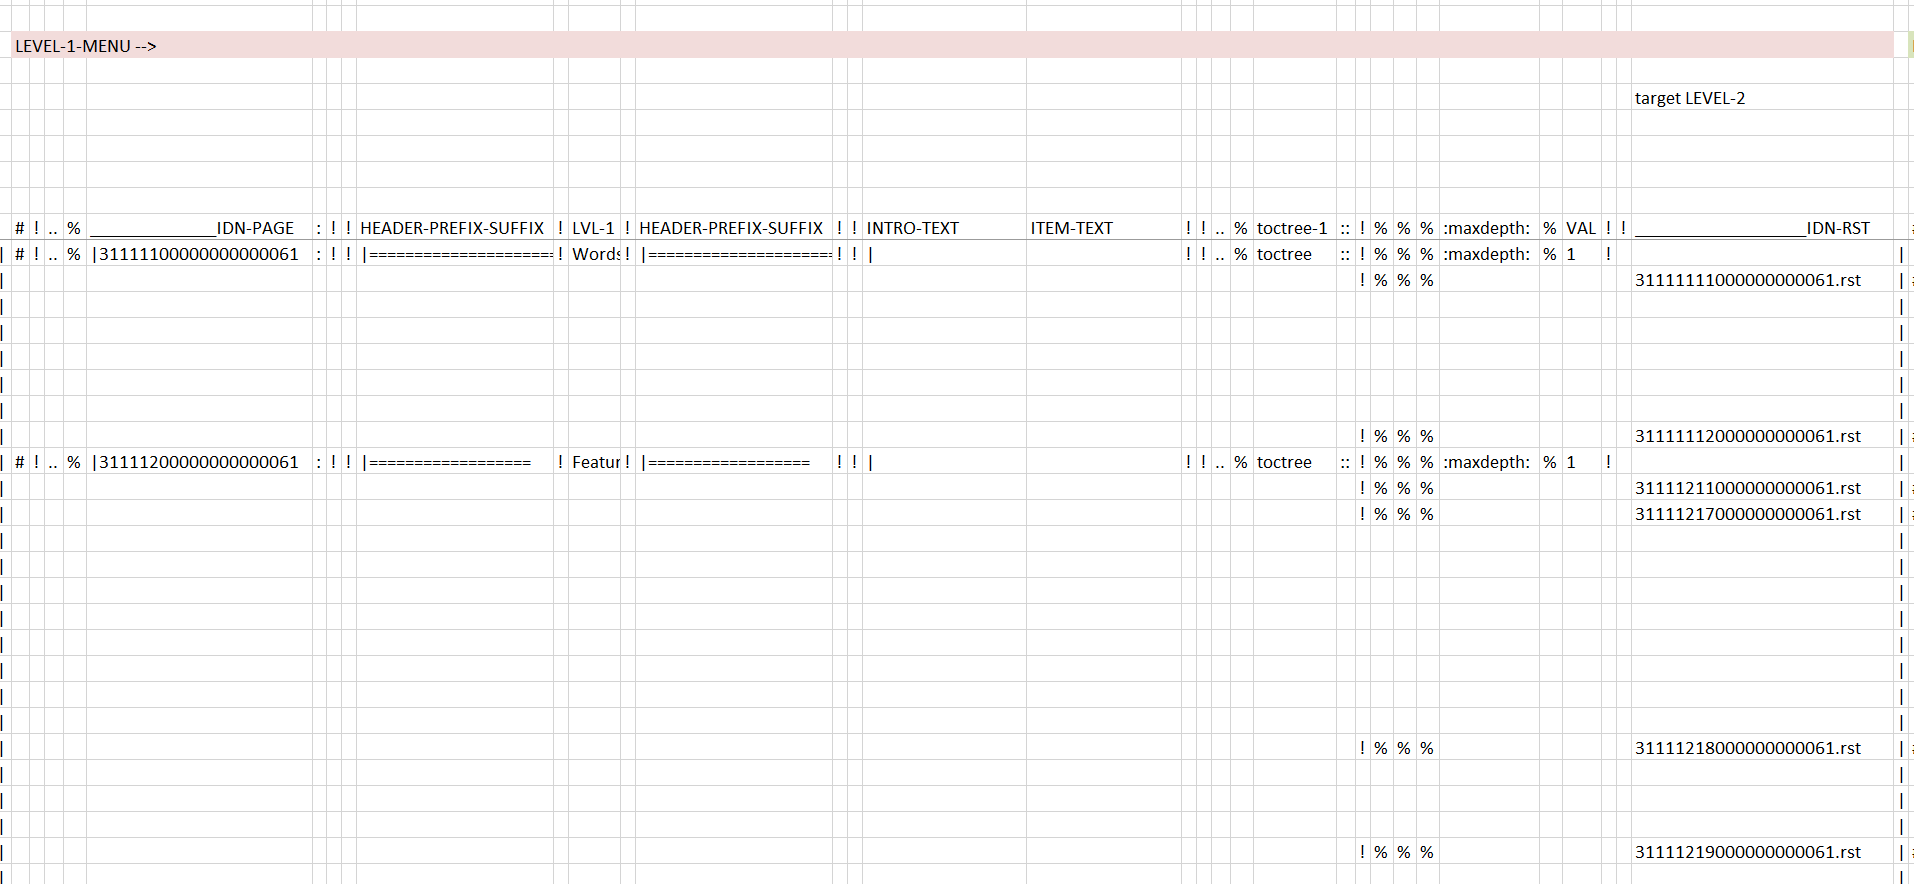 LEVEL-1-MENU -->
target LEVEL-2
# ! .. % ______________IDN-PAGE : ! ! HEADER-PREFIX-SUFFIX ! LVL-1 ! HEADER-PREFIX-SUFFIX ! ! INTRO-TEXT ITEM-TEXT ! ! .. % toctree-1 :: ! % % % :maxdepth: % VAL ! ! ___________________IDN-RST
| # ! .. % |31111100000000000061 : ! ! |===================== ! Words ! |===================== ! ! | ! ! .. % toctree :: ! % % % :maxdepth: % 1 ! |
| ! % % % 31111111000000000061.rst |
| |
| |
| |
| |
| |
| ! % % % 31111112000000000061.rst |
| # ! .. % |31111200000000000061 : ! ! |================== ! Featur ! |================== ! ! | ! ! .. % toctree :: ! % % % :maxdepth: % 1 ! |
| ! % % % 31111211000000000061.rst |
| ! % % % 31111217000000000061.rst |
| |
| |
| |
| |
| |
| |
| |
| |
| ! % % % 31111218000000000061.rst |
| |
| |
| |
| ! % % % 31111219000000000061.rst |
| |